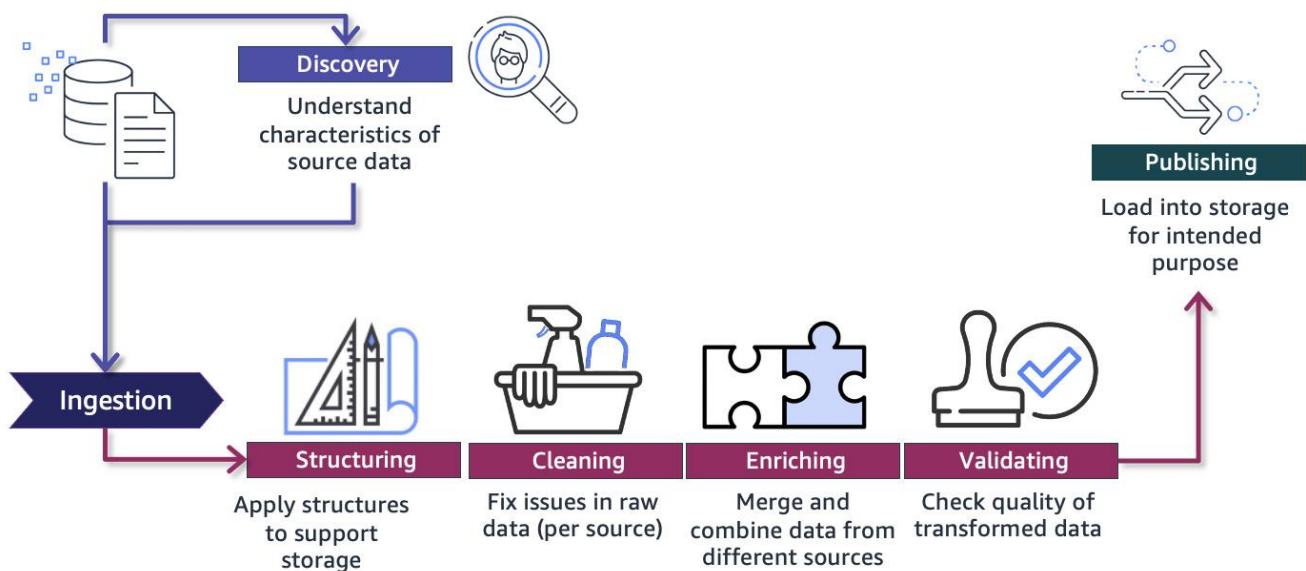 Discovery
Understand
characteristics of
source data
Publishing
Load into storage
for intended
purpose
Ingestion
Structuring
Apply structures
to support
storage
Cleaning
Fix issues in raw
data (per source)
Enriching
Merge and
combine data from
different sources
Validating
Check quality of
transformed data